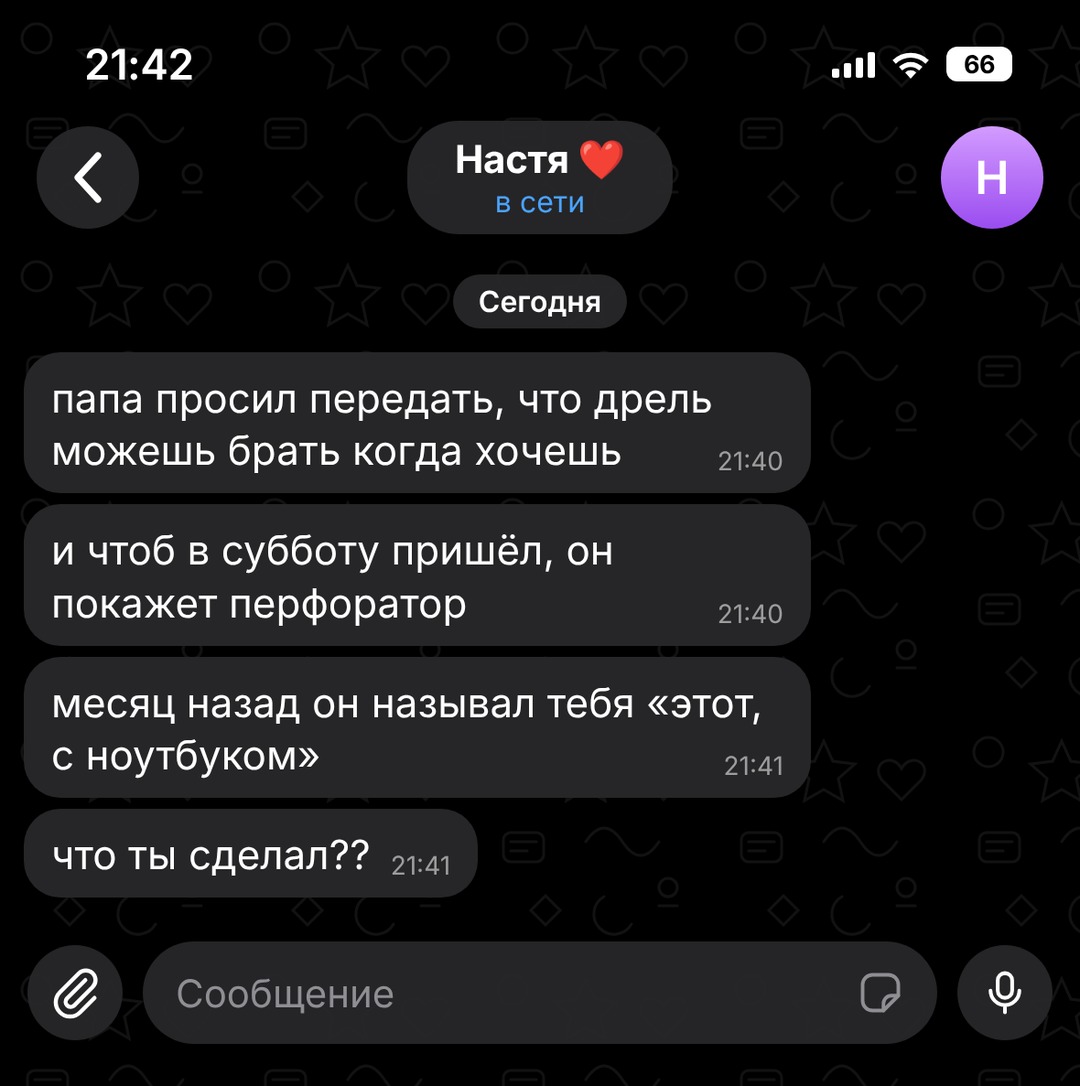 21:42
66
Настя ❤️
в сети
Н
Сегодня
папа просил передать, что дрель
можешь брать когда хочешь
21:40
и чтоб в субботу пришёл, он
покажет перфоратор
21:40
месяц назад он называл тебя «этот,
с ноутбуком»
21:41
что ты сделал??
21:41
Сообщение